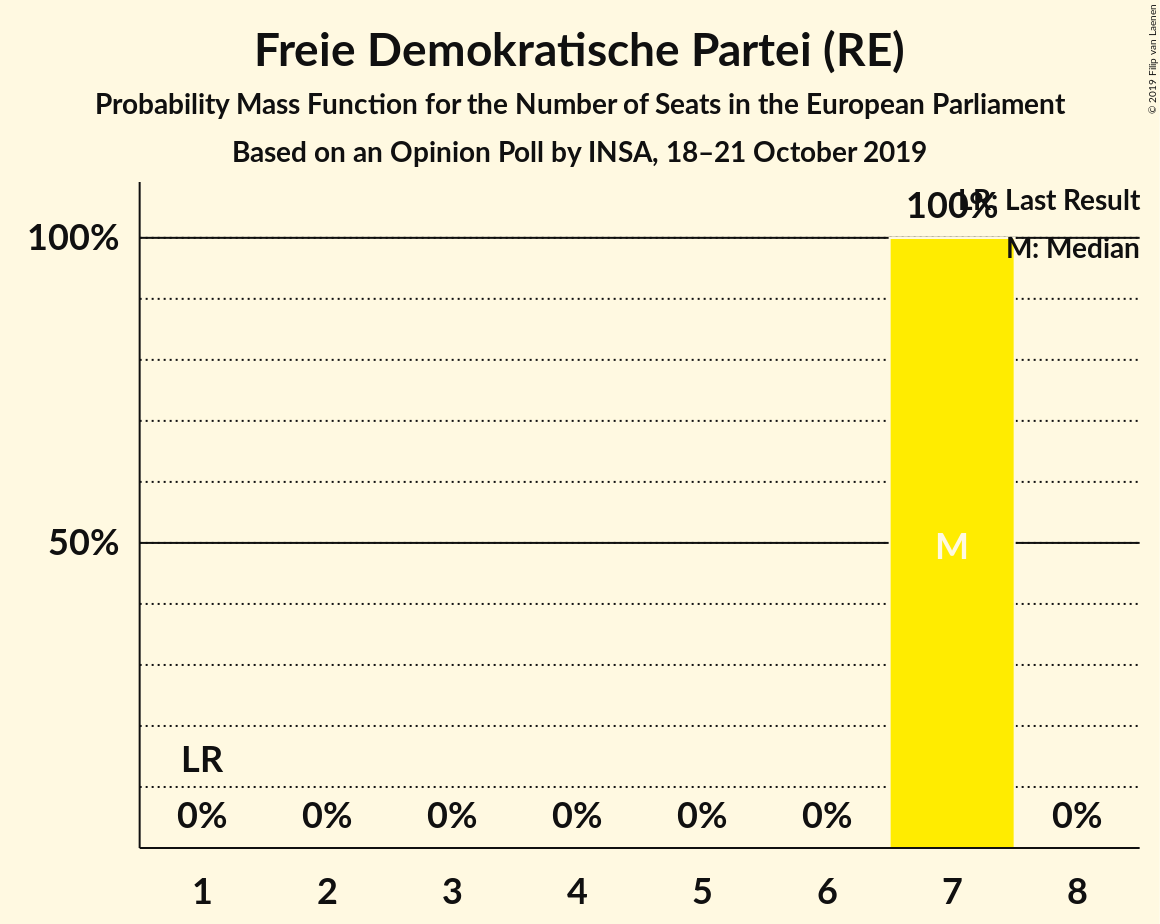 Freie Demokratische Partei (RE)
Probability Mass Function for the Number of Seats in the European Parliament
Based on an Opinion Poll by INSA, 18–21 October 2019
© 2019 Filip van Laenen
100%
LR: Last Result
100%
M: Median
50%
M
LR
0% 0% 0% 0% 0% 0% 0%
1 2 3 4 5 6 7 8